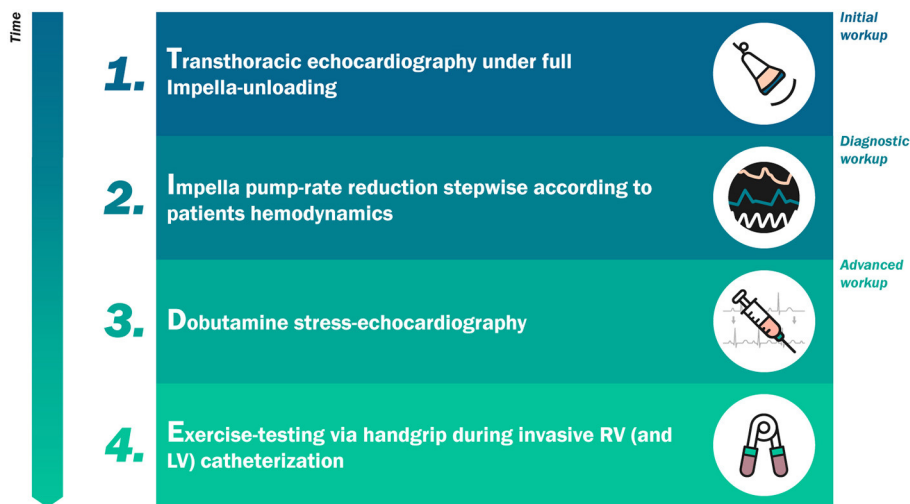 Time
Initial
workup
1.
Transthoracic echocardiography under full
Impella-unloading
Diagnostic
workup
2.
Impella pump-rate reduction stepwise according to
patients hemodynamics
Advanced
workup
3.
Dobutamine stress-echocardiography
4.
Exercise-testing via handgrip during invasive RV (and
LV) catheterization